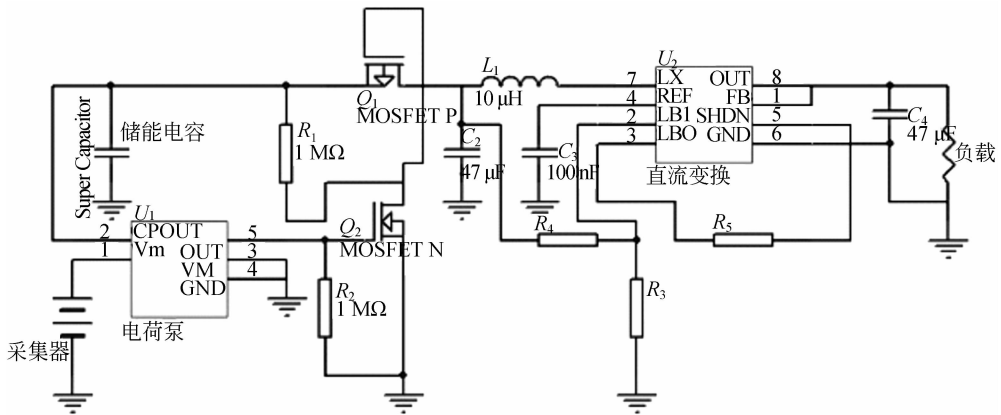 Q₁
MOSFET P
L₁
10 μH
U₂
7 LX OUT 8
4 REF FB 1
2 LB1 SHDN 5
3 LBO GND 6
直流变换
C₄
47 μF
负载
Super Capacitor
储能电容
R₁
1 MΩ
C₂
47 μF
C₃
100 nF
U₁
2 CPOUT
1 Vm
OUT 5
VM 3
GND 4
电荷泵
采集器
Q₂
MOSFET N
R₂
1 MΩ
R₄
R₅
R₃